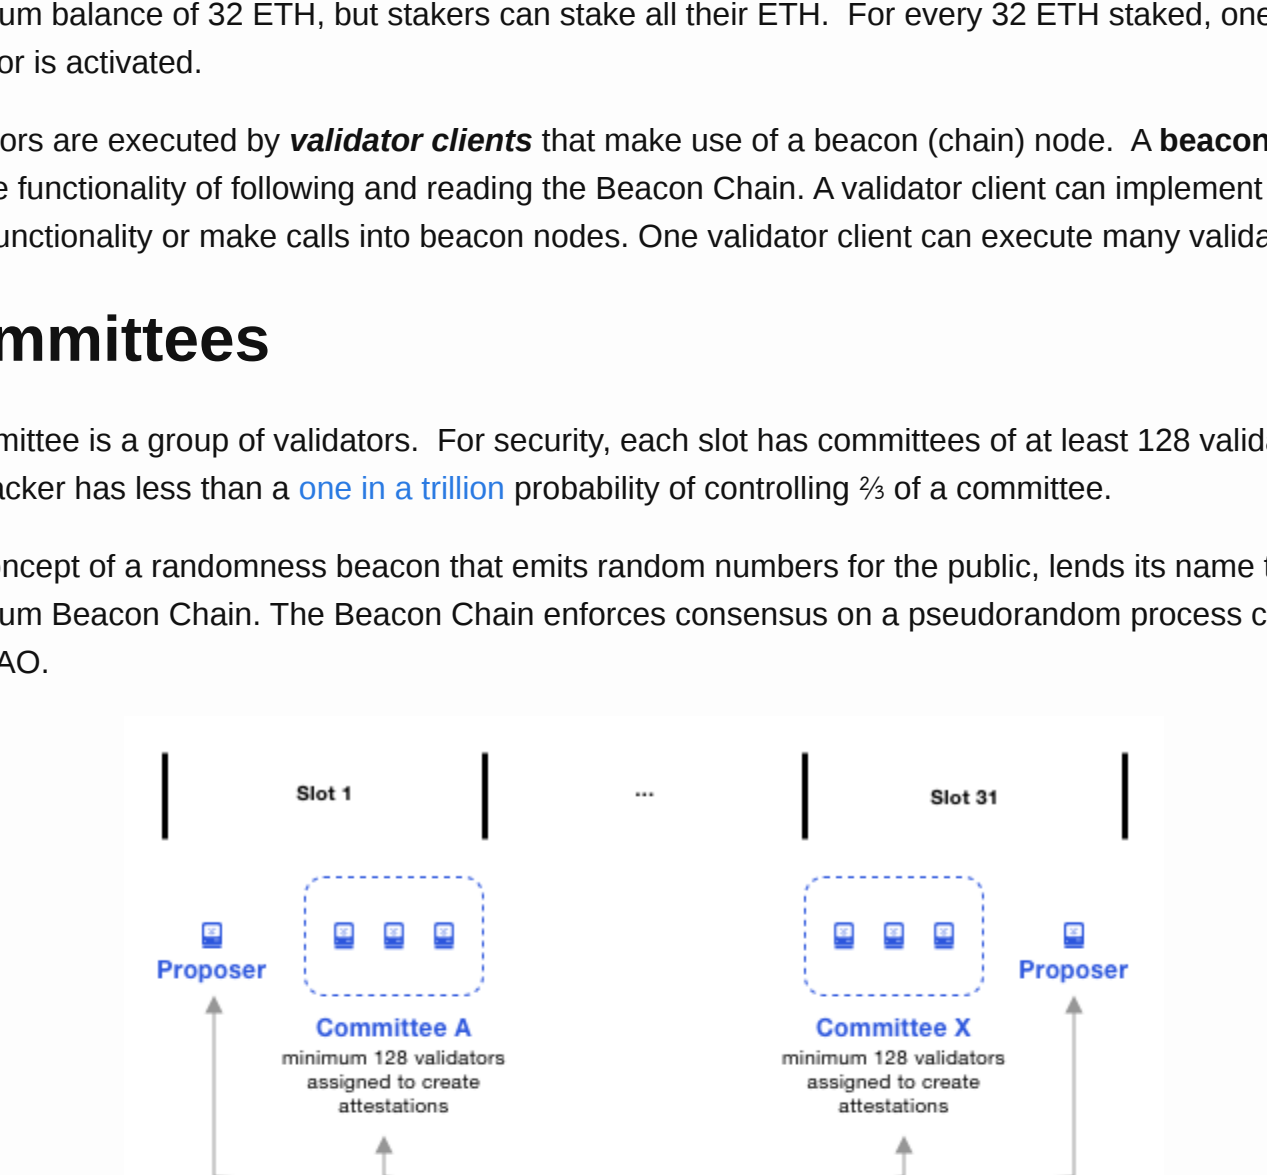 um balance of 32 ETH, but stakers can stake all their ETH.  For every 32 ETH staked, one
or is activated.
ors are executed by validator clients that make use of a beacon (chain) node.  A beacon
e functionality of following and reading the Beacon Chain. A validator client can implement
unctionality or make calls into beacon nodes. One validator client can execute many valida
mmittees
mittee is a group of validators.  For security, each slot has committees of at least 128 valid
acker has less than a one in a trillion probability of controlling ⅔ of a committee.
ncept of a randomness beacon that emits random numbers for the public, lends its name t
um Beacon Chain. The Beacon Chain enforces consensus on a pseudorandom process c
AO.
Slot 1 ... Slot 31
Proposer Proposer
Committee A Committee X
minimum 128 validators minimum 128 validators
assigned to create assigned to create
attestations attestations